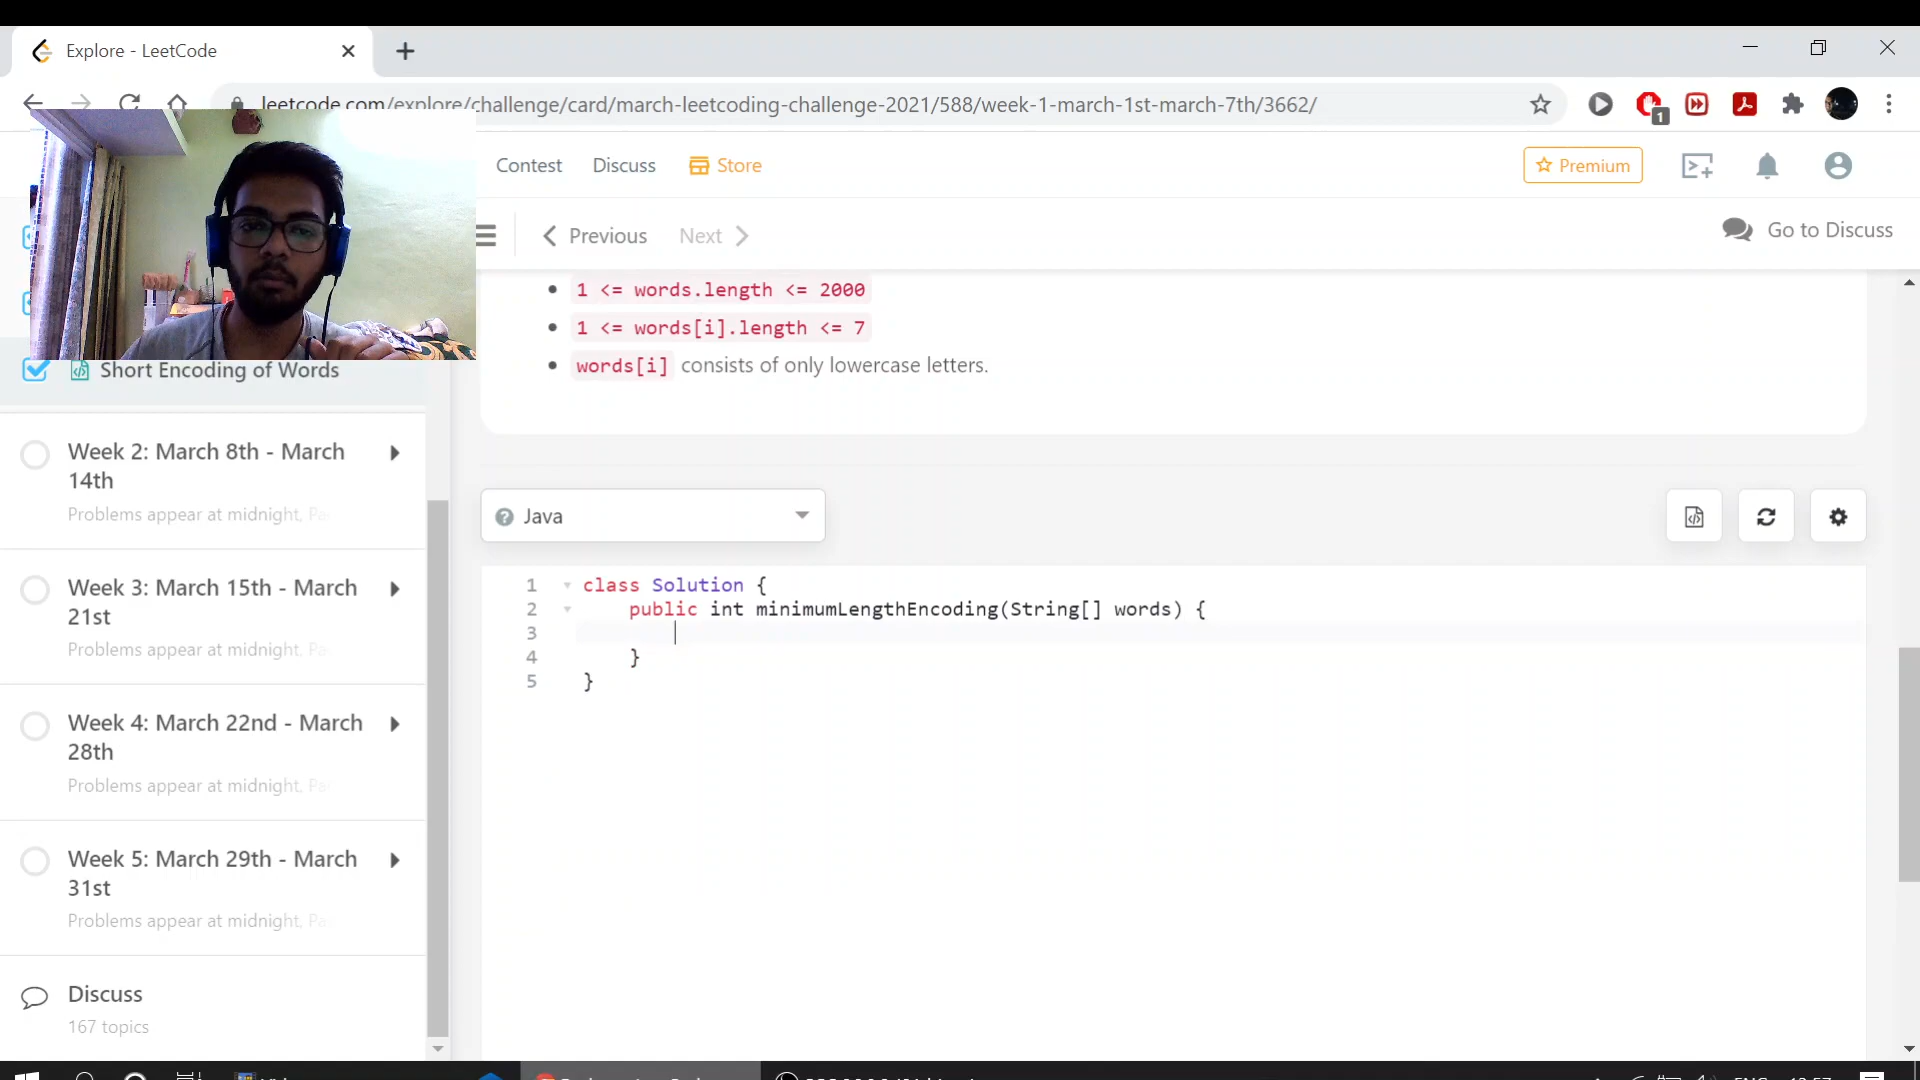 Explore - LeetCode
leetcode.com/explore/challenge/card/march-leetcoding-challenge-2021/588/week-1-march-1st-march-7th/3662/
1
Contest Discuss Store
Premium
Previous Next
Go to Discuss
1 <= words.length <= 2000
1 <= words[i].length <= 7
words[i] consists of only lowercase letters.
Short Encoding of Words
Week 2: March 8th - March
14th
Problems appear at midnight,
Week 3: March 15th - March
21st
Problems appear at midnight,
Week 4: March 22nd - March
28th
Problems appear at midnight,
Week 5: March 29th - March
31st
Problems appear at midnight,
Discuss
167 topics
Java
1 class Solution {
2 public int minimumLengthEncoding(String[] words) {
3
4 }
5 }